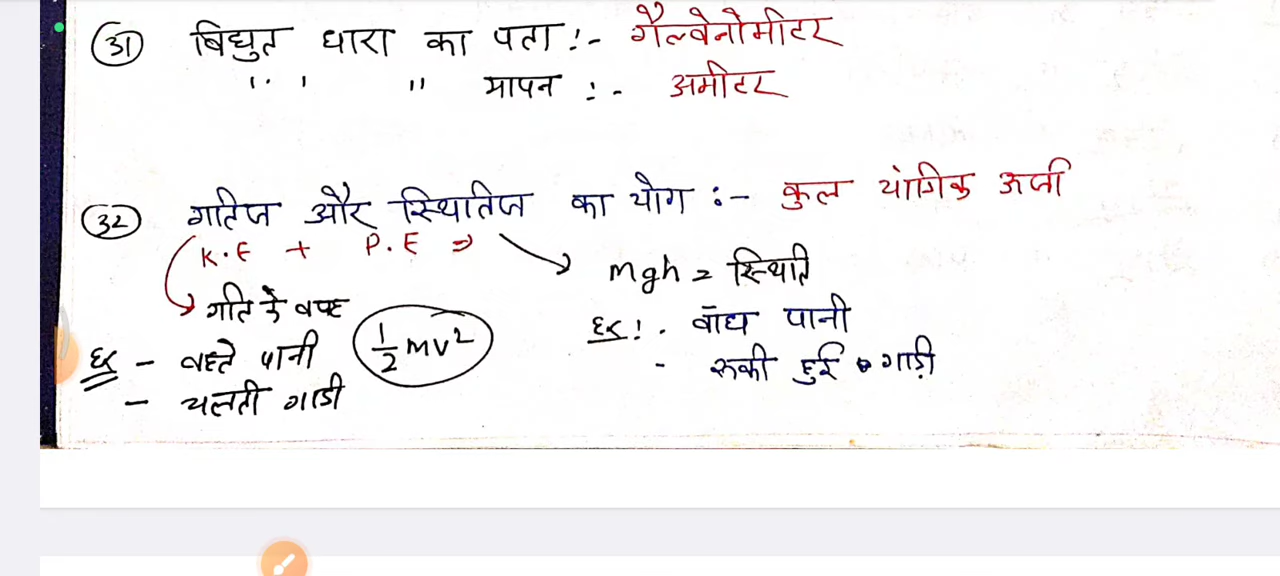 (31) विद्युत धारा का पता :- गैल्वेनोमीटर
" " " मापन :- अमीटर
(32) गतिज और स्थितिज का योग :- कुल यांत्रिक ऊर्जा
K.E + P.E ⇒
mgh = स्थिति
गति के वजह
Ex - बहते पानी 1/2 mv²
Ex: . बाँध पानी
- चलती गाडी
- रूकी हुई गाड़ी